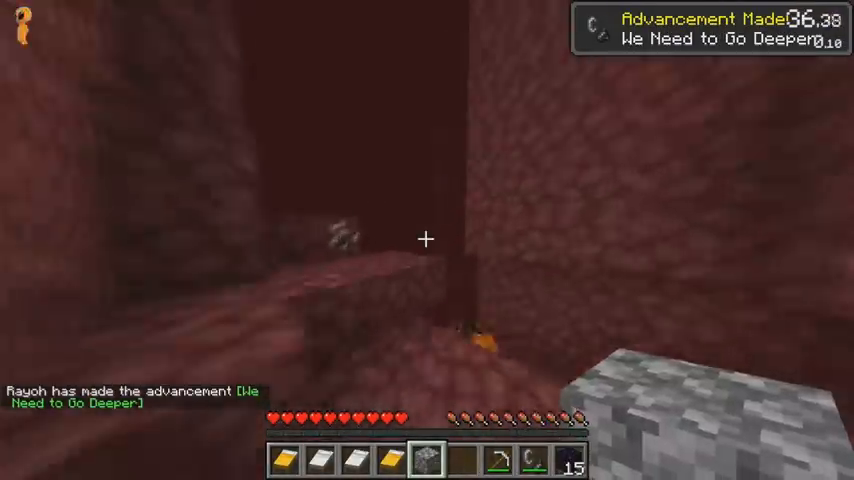 Advancement Made
36.38
We Need to Go Deeper
0.10
Rayoh has made the advancement [We
Need to Go Deeper]
15